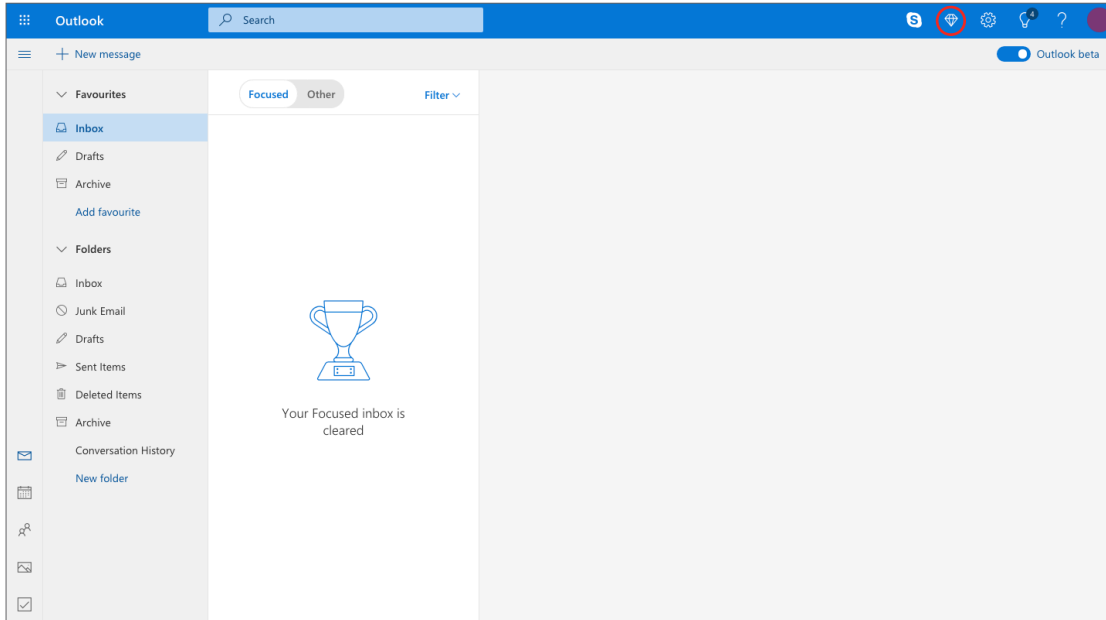 Outlook
Search
4
?
New message
Outlook beta
Favourites
Inbox
Drafts
Archive
Add favourite
Folders
Inbox
Junk Email
Drafts
Sent Items
Deleted Items
Archive
Conversation History
New folder
Focused
Other
Filter
Your Focused inbox is
cleared